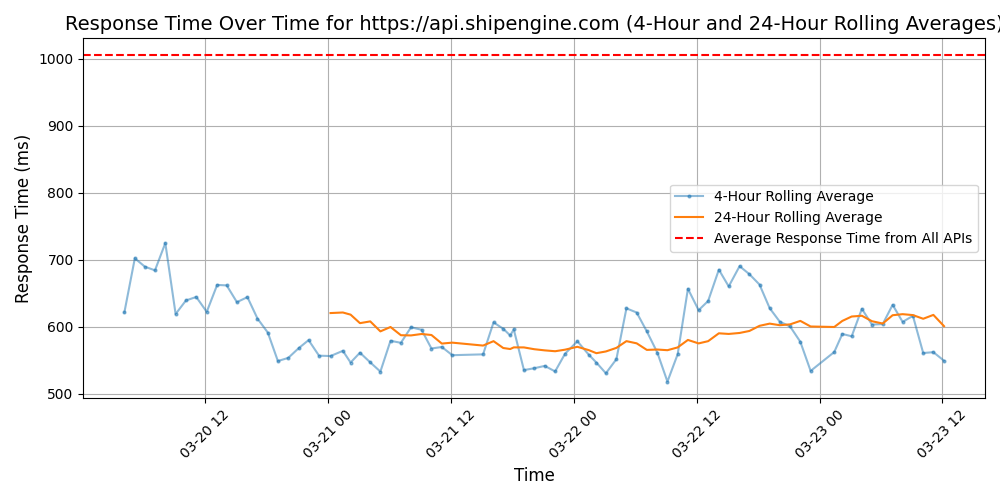 Response Time Over Time for https://api.shipengine.com (4-Hour and 24-Hour Rolling Averages)
Response Time (ms)
1000
900
800
700
600
500
4-Hour Rolling Average
24-Hour Rolling Average
Average Response Time from All APIs
03-20 12
03-21 00
03-21 12
03-22 00
03-22 12
03-23 00
03-23 12
Time